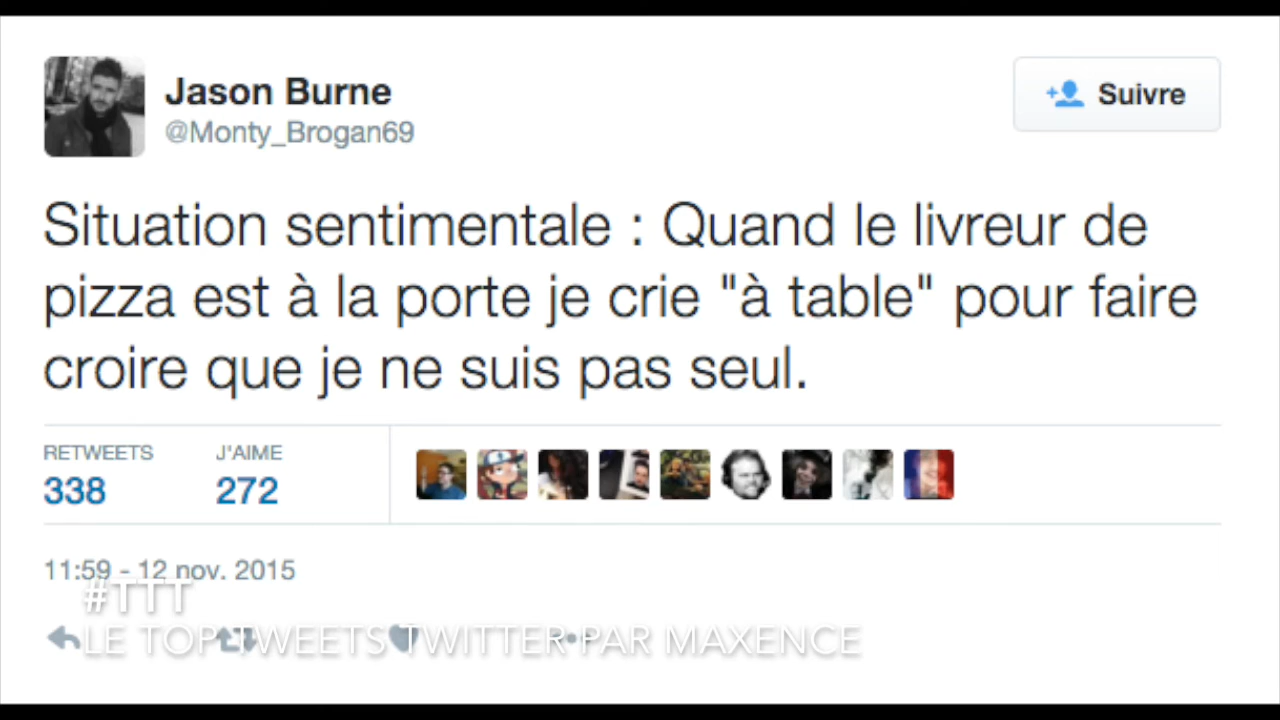 Jason Burne
@Monty_Brogan69
Suivre
Situation sentimentale : Quand le livreur de
pizza est à la porte je crie "à table" pour faire
croire que je ne suis pas seul.
RETWEETS
J'AIME
338
272
11:59 - 12 nov. 2015
#TTT
LE TOP TWEETS TWITTER PAR MAXENCE